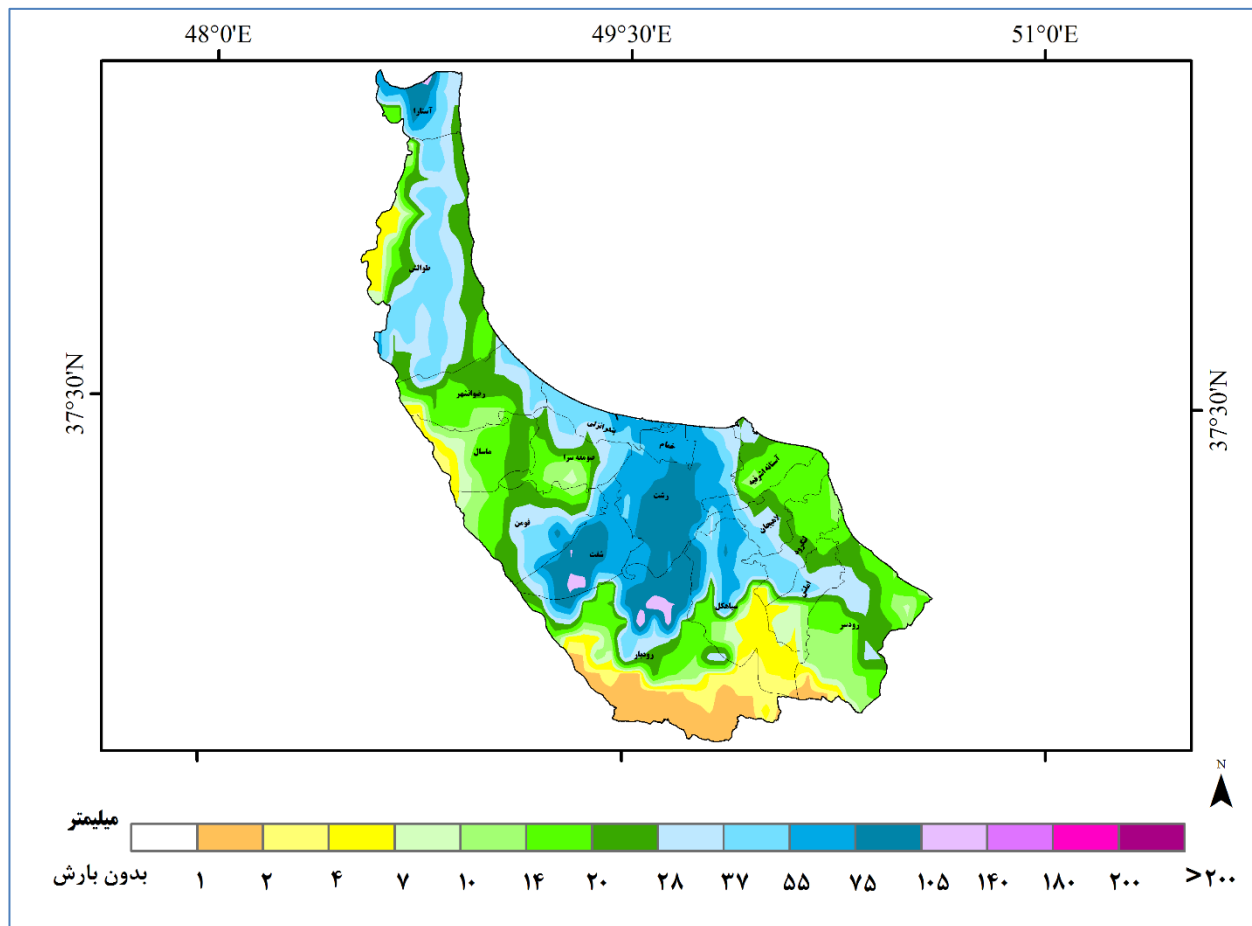 48°0'E 49°30'E 51°0'E
37°30'N
37°30'N
آستارا
طوالش
رضوانشهر
بندرانزلی
خمام
ماسال
صومعه سرا
آستانه اشرفیه
رشت
فومن
لاهیجان
شفت
لنگرود
املش
سیاهکل
رودسر
رودبار
N
میلیمتر
بدون بارش ۱ ۲ ۴ ۷ ۱۰ ۱۴ ۲۰ ۲۸ ۳۷ ۵۵ ۷۵ ۱۰۵ ۱۴۰ ۱۸۰ ۲۰۰ >۲۰۰